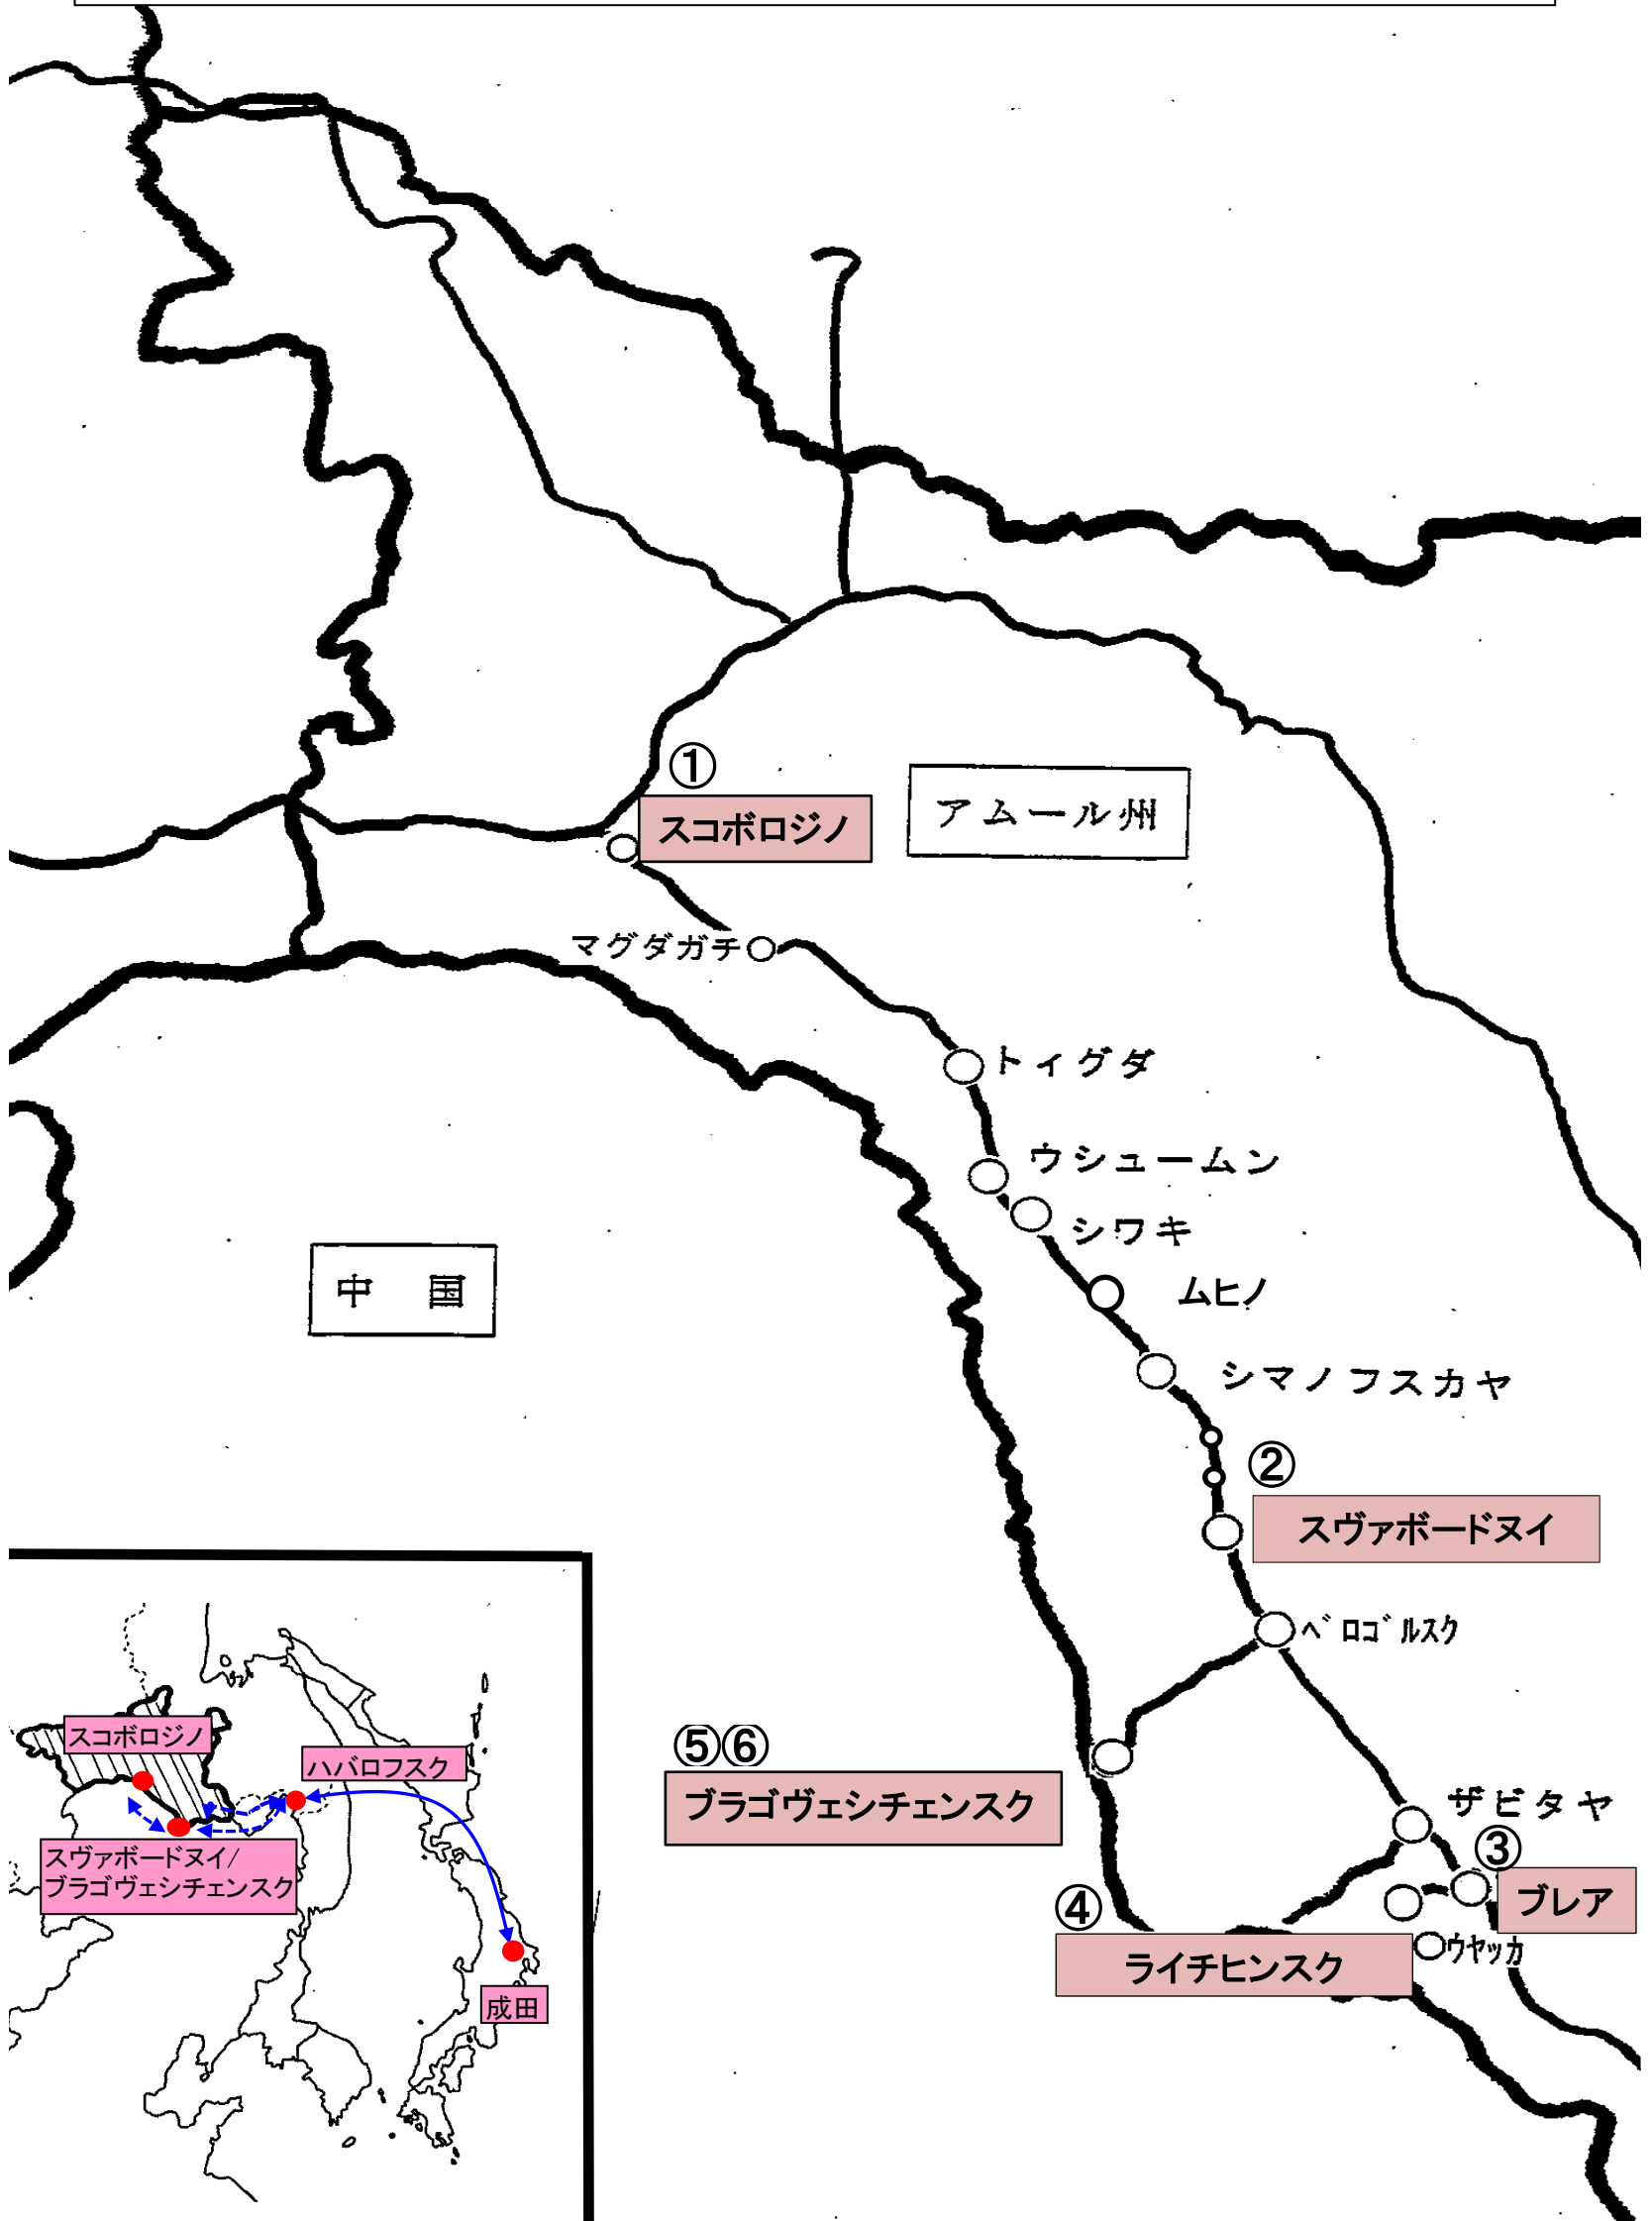 ①
スコボロジノ
アムール州
マグダガチ
トイグダ
ウシュームン
シワキ
中　国
ムヒノ
シマノフスカヤ
②
スヴァボードヌイ
ベロゴルスク
⑤⑥
ブラゴヴェシチェンスク
ザビタヤ
③
ブレア
④
ライチヒンスク
ウヤッカ
スコボロジノ
ハバロフスク
スヴァボードヌイ/
ブラゴヴェシチェンスク
成田